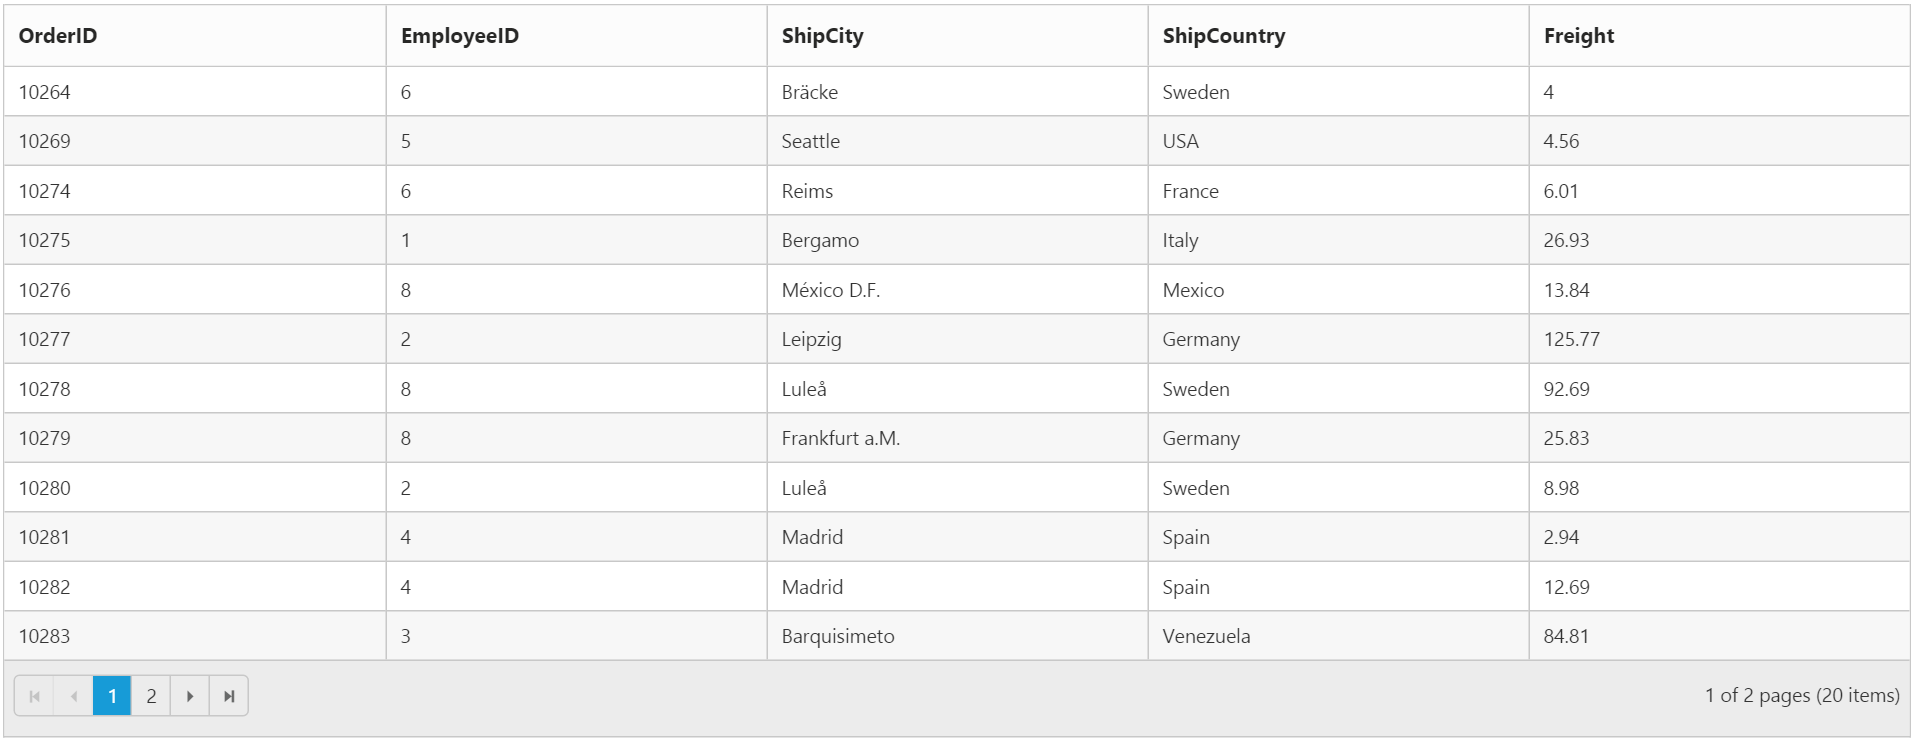 OrderID EmployeeID ShipCity ShipCountry Freight
10264 6 Bräcke Sweden 4
10269 5 Seattle USA 4.56
10274 6 Reims France 6.01
10275 1 Bergamo Italy 26.93
10276 8 México D.F. Mexico 13.84
10277 2 Leipzig Germany 125.77
10278 8 Luleå Sweden 92.69
10279 8 Frankfurt a.M. Germany 25.83
10280 2 Luleå Sweden 8.98
10281 4 Madrid Spain 2.94
10282 4 Madrid Spain 12.69
10283 3 Barquisimeto Venezuela 84.81
1 2 1 of 2 pages (20 items)